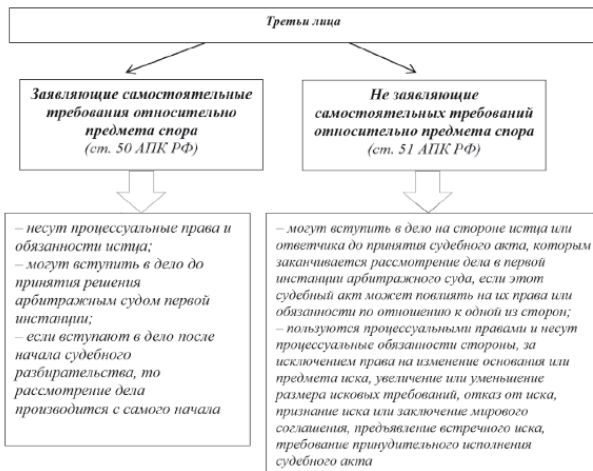 Третьи лица
Заявляющие самостоятельные
требования относительно
предмета спора
(ст. 50 АПК РФ)
Не заявляющие
самостоятельных требований
относительно предмета спора
(ст. 51 АПК РФ)
– несут процессуальные права и
обязанности истца;
– могут вступить в дело до
принятия решения
арбитражным судом первой
инстанции;
– если вступают в дело после
начала судебного
разбирательства, то
рассмотрение дела
производится с самого начала
– могут вступить в дело на стороне истца или
ответчика до принятия судебного акта, которым
заканчивается рассмотрение дела в первой
инстанции арбитражного суда, если этот
судебный акт может повлиять на их права или
обязанности по отношению к одной из сторон;
– пользуются процессуальными правами и несут
процессуальные обязанности стороны, за
исключением права на изменение основания или
предмета иска, увеличение или уменьшение
размера исковых требований, отказ от иска,
признание иска или заключение мирового
соглашения, предъявление встречного иска,
требование принудительного исполнения
судебного акта